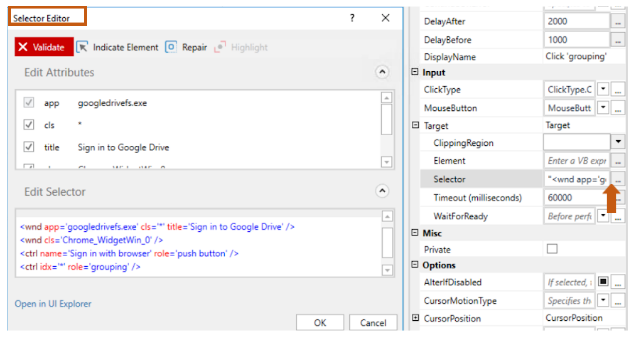 Selector Editor ? ×
Validate Indicate Element Repair Highlight
Edit Attributes
app googledrivefs.exe
cls *
title Sign in to Google Drive
Edit Selector
<wnd app='googledrivefs.exe' cls='*' title='Sign in to Google Drive' />
<wnd cls='Chrome_WidgetWin_0' />
<ctrl name='Sign in with browser' role='push button' />
<ctrl idx='*' role='grouping' />
Open in UI Explorer
OK Cancel
DelayAfter 2000 ...
DelayBefore 1000 ...
DisplayName Click 'grouping'
Input
ClickType ClickType.C ...
MouseButton MouseButt ...
Target Target
ClippingRegion
Element Enter a VB expr ...
Selector "<wnd app='g ...
Timeout (milliseconds) 60000 ...
WaitForReady Before perf ...
Misc
Private
Options
AlterIfDisabled If selected, ...
CursorMotionType Specifies th ...
CursorPosition CursorPosition